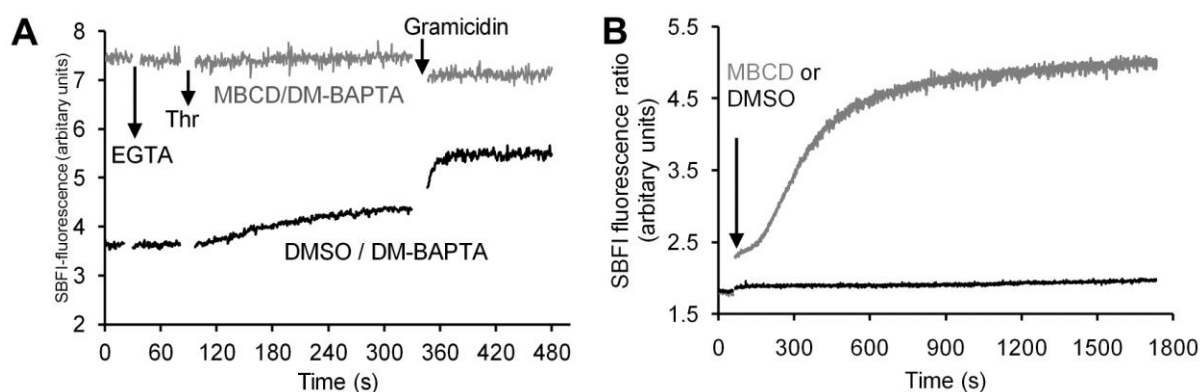 A
SBFI-fluorescence (arbitary units)
8
7
6
5
4
3
2
EGTA
Thr
MBCD/DM-BAPTA
Gramicidin
DMSO / DM-BAPTA
0 60 120 180 240 300 360 420 480
Time (s)
B
SBFI fluorescence ratio
(arbitary units)
5.5
4.5
3.5
2.5
1.5
MBCD or
DMSO
0 300 600 900 1200 1500 1800
Time (s)